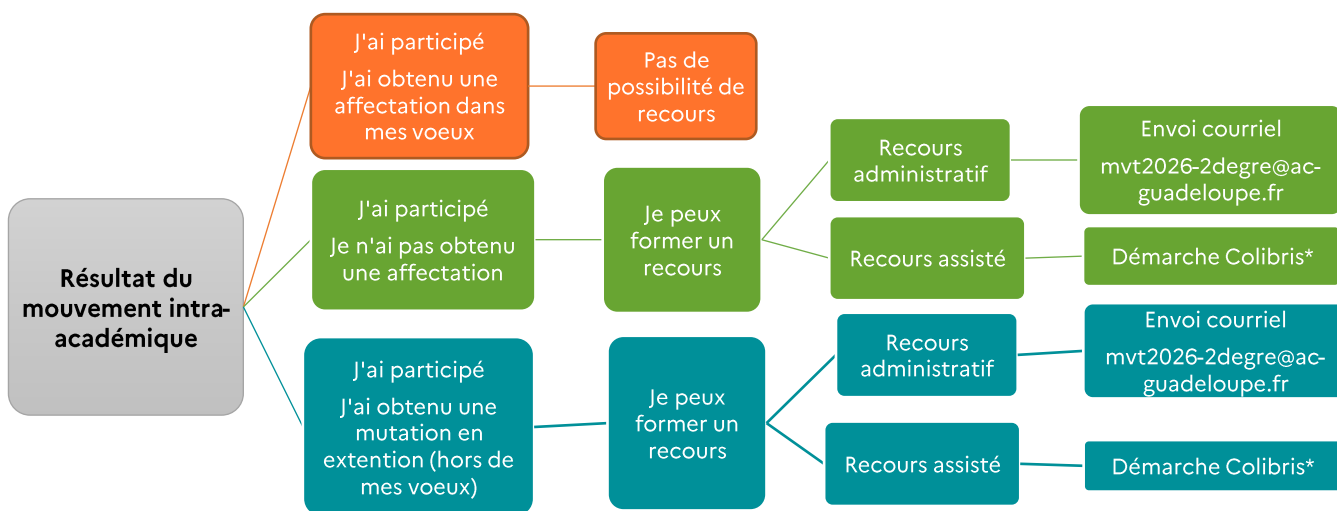 Résultat du
mouvement intra-
académique
J'ai participé
J'ai obtenu une
affectation dans
mes voeux
Pas de
possibilité de
recours
J'ai participé
Je n'ai pas obtenu
une affectation
Je peux
former un
recours
Recours
administratif
Envoi courriel
mvt2026-2degre@ac-
guadeloupe.fr
Recours assisté
Démarche Colibris*
J'ai participé
J'ai obtenu une
mutation en
extention (hors de
mes voeux)
Je peux
former un
recours
Recours
administratif
Envoi courriel
mvt2026-2degre@ac-
guadeloupe.fr
Recours assisté
Démarche Colibris*